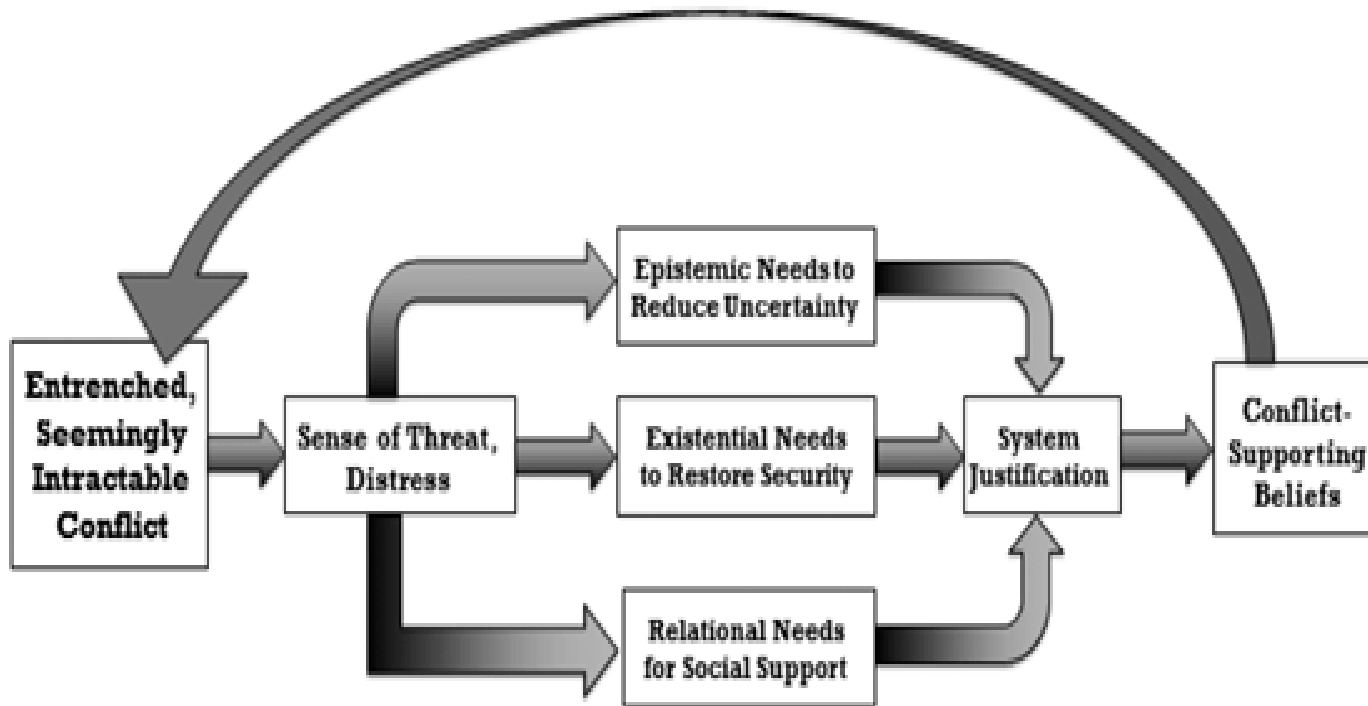 Entrenched,
Seemingly
Intractable
Conflict
Sense of Threat,
Distress
Epistemic Needs to
Reduce Uncertainty
Existential Needs
to Restore Security
Relational Needs
for Social Support
System
Justification
Conflict-
Supporting
Beliefs